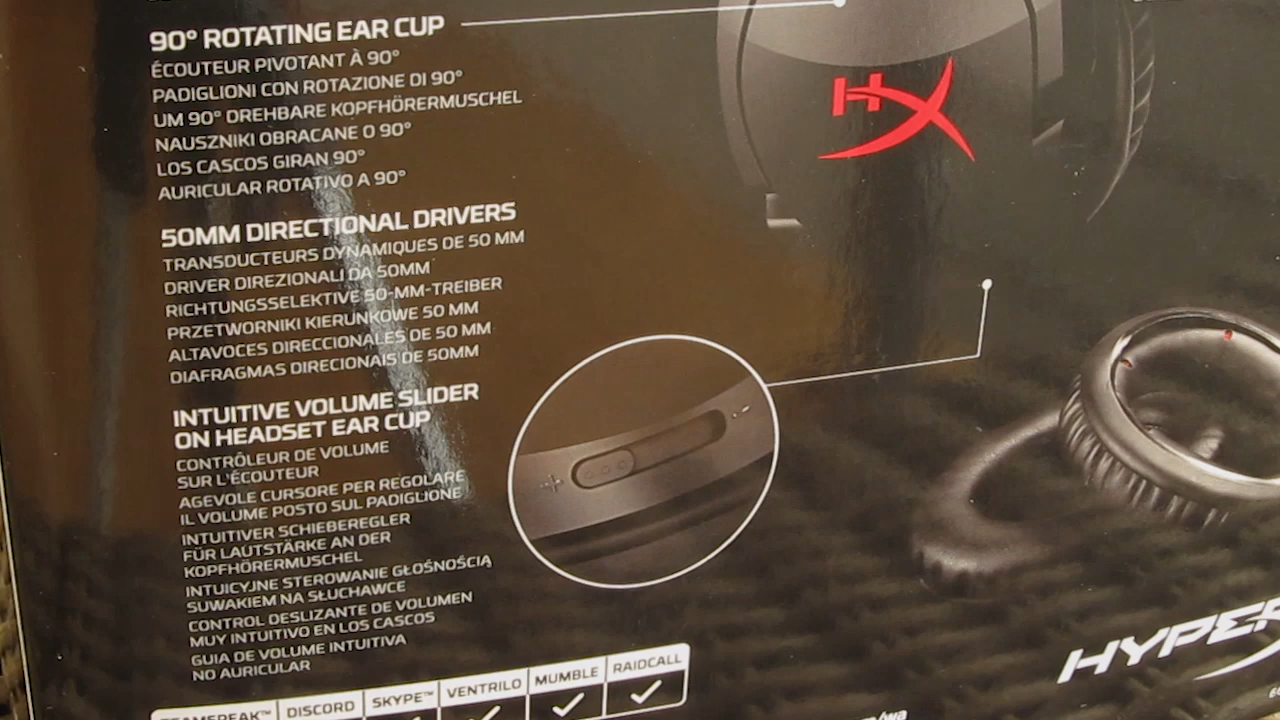 90° ROTATING EAR CUP
ÉCOUTEUR PIVOTANT À 90°
PADIGLIONI CON ROTAZIONE DI 90°
UM 90° DREHBARE KOPFHÖRERMUSCHEL
NAUSZNIKI OBRACANE O 90°
LOS CASCOS GIRAN 90°
AURICULAR ROTATIVO A 90°
50MM DIRECTIONAL DRIVERS
TRANSDUCTEURS DYNAMIQUES DE 50 MM
DRIVER DIREZIONALI DA 50MM
RICHTUNGSSELEKTIVE 50-MM-TREIBER
PRZETWORNIKI KIERUNKOWE 50 MM
ALTAVOCES DIRECCIONALES DE 50 MM
DIAFRAGMAS DIRECIONAIS DE 50MM
INTUITIVE VOLUME SLIDER
ON HEADSET EAR CUP
CONTRÔLEUR DE VOLUME
SUR L'ÉCOUTEUR
AGEVOLE CURSORE PER REGOLARE
IL VOLUME POSTO SUL PADIGLIONE
INTUITIVER SCHIEBEREGLER
FÜR LAUTSTÄRKE AN DER
KOPFHÖRERMUSCHEL
INTUICYJNE STEROWANIE GŁOŚNOŚCIĄ
SUWAKIEM NA SŁUCHAWCE
CONTROL DESLIZANTE DE VOLUMEN
MUY INTUITIVO EN LOS CASCOS
GUIA DE VOLUME INTUITIVA
NO AURICULAR
TEAMSPEAK™ DISCORD SKYPE™ VENTRILO MUMBLE RAIDCALL
HX
HYPER